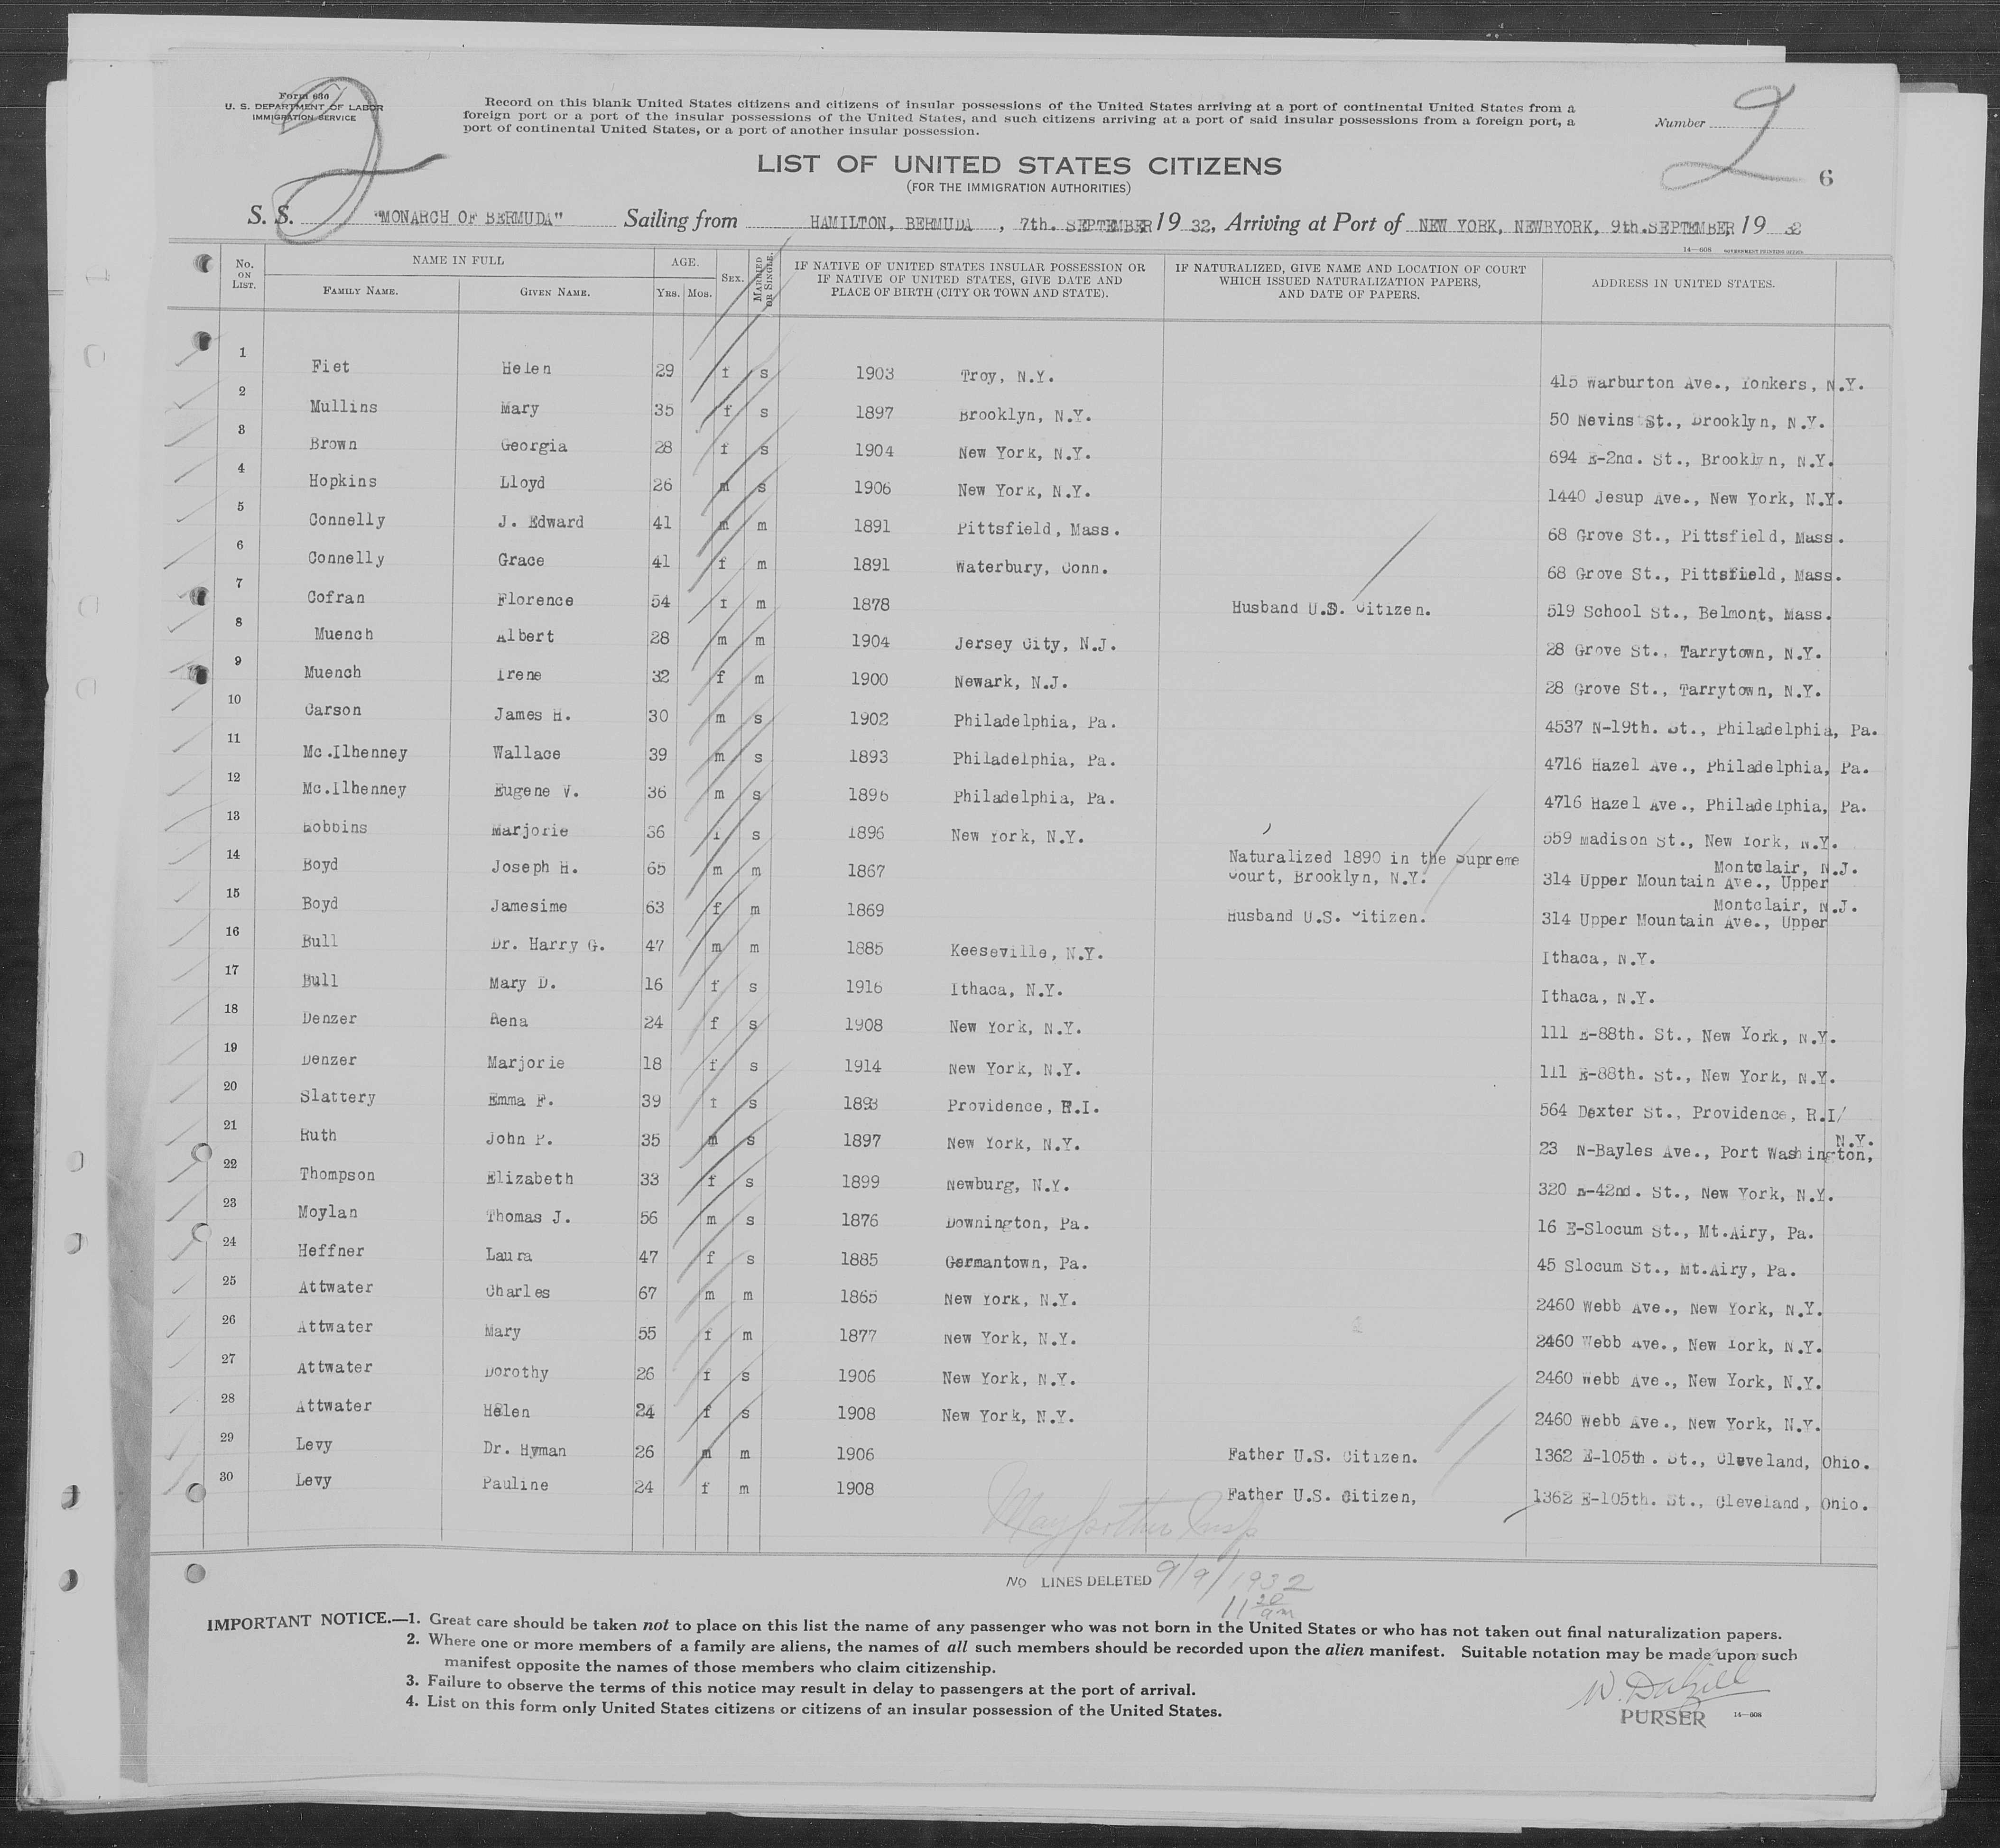 Form 630
U. S. DEPARTMENT OF LABOR
IMMIGRATION SERVICE
Record on this blank United States citizens and citizens of insular possessions of the United States arriving at a port of continental United States from a
foreign port or a port of the insular possessions of the United States, and such citizens arriving at a port of said insular possessions from a foreign port, a
port of continental United States, or a port of another insular possession.
Number 2
2
6
LIST OF UNITED STATES CITIZENS
(FOR THE IMMIGRATION AUTHORITIES)
S. S. "MONARCH OF BERMUDA" Sailing from HAMILTON, BERMUDA, 7th. SEPTEMBER 19 32, Arriving at Port of NEW YORK, NEWBYORK, 9th.SEPTEMBER, 19 32
14—608 GOVERNMENT PRINTING OFFICE
No. ON LIST. NAME IN FULL FAMILY NAME. GIVEN NAME. AGE. YRS. MOS. SEX. MARRIED OR SINGLE. IF NATIVE OF UNITED STATES INSULAR POSSESSION OR IF NATIVE OF UNITED STATES, GIVE DATE AND PLACE OF BIRTH (CITY OR TOWN AND STATE). IF NATURALIZED, GIVE NAME AND LOCATION OF COURT WHICH ISSUED NATURALIZATION PAPERS, AND DATE OF PAPERS. ADDRESS IN UNITED STATES.
1 Fiet Helen 29 f s 1903 Troy, N.Y. 415 Warburton Ave., Yonkers, N.Y.
2 Mullins Mary 35 f s 1897 Brooklyn, N.Y. 50 Nevins St., Brooklyn, N.Y.
3 Brown Georgia 28 f s 1904 New York, N.Y. 694 E-2nd. St., Brooklyn, N.Y.
4 Hopkins Lloyd 26 m s 1906 New York, N.Y. 1440 Jesup Ave., New York, N.Y.
5 Connelly J. Edward 41 m m 1891 Pittsfield, Mass. 68 Grove St., Pittsfield, Mass.
6 Connelly Grace 41 f m 1891 Waterbury, Conn. 68 Grove St., Pittsfield, Mass.
7 Cofran Florence 54 f m 1878 Husband U.S. Citizen. 519 School St., Belmont, Mass.
8 Muench Albert 28 m m 1904 Jersey City, N.J. 28 Grove St., Tarrytown, N.Y.
9 Muench Irene 32 f m 1900 Newark, N.J. 28 Grove St., Tarrytown, N.Y.
10 Carson James H. 30 m s 1902 Philadelphia, Pa. 4537 N-19th. St., Philadelphia, Pa.
11 Mc.Ilhenney Wallace 39 m s 1893 Philadelphia, Pa. 4716 Hazel Ave., Philadelphia, Pa.
12 Mc.Ilhenney Eugene V. 36 m s 1896 Philadelphia, Pa. 4716 Hazel Ave., Philadelphia, Pa.
13 Robbins Marjorie 36 f s 1896 New York, N.Y. 559 Madison St., New York, N.Y.
14 Boyd Joseph H. 65 m m 1867 Naturalized 1890 in the Supreme Court, Brooklyn, N.Y. 314 Upper Mountain Ave., Upper Montclair, N.J.
15 Boyd Jamesime 63 f m 1869 Husband U.S. Citizen. 314 Upper Mountain Ave., Upper Montclair, N.J.
16 Bull Dr. Harry G. 47 m m 1885 Keeseville, N.Y. Ithaca, N.Y.
17 Bull Mary D. 16 f s 1916 Ithaca, N.Y. Ithaca, N.Y.
18 Denzer Rena 24 f s 1908 New York, N.Y. 111 E-88th. St., New York, N.Y.
19 Denzer Marjorie 18 f s 1914 New York, N.Y. 111 E-88th. St., New York, N.Y.
20 Slattery Emma F. 39 f s 1893 Providence, R.I. 564 Dexter St., Providence, R.I/
21 Ruth John P. 35 m s 1897 New York, N.Y. 23 N-Bayles Ave., Port Washington, N.Y.
22 Thompson Elizabeth 33 f s 1899 Newburg, N.Y. 320 E-42nd. St., New York, N.Y.
23 Moylan Thomas J. 56 m s 1876 Downington, Pa. 16 E-Slocum St., Mt.Airy, Pa.
24 Heffner Laura 47 f s 1885 Germantown, Pa. 45 Slocum St., Mt.Airy, Pa.
25 Attwater Charles 67 m m 1865 New York, N.Y. 2460 Webb Ave., New York, N.Y.
26 Attwater Mary 55 f m 1877 New York, N.Y. 2460 Webb Ave., New York, N.Y.
27 Attwater Dorothy 26 f s 1906 New York, N.Y. 2460 Webb Ave., New York, N.Y.
28 Attwater Helen 24 f s 1908 New York, N.Y. 2460 Webb Ave., New York, N.Y.
29 Levy Dr. Hyman 26 m m 1906 Father U.S. Citizen. 1362 E-105th. St., Cleveland, Ohio.
30 Levy Pauline 24 f m 1908 Father U.S. Citizen, 1362 E-105th. St., Cleveland, Ohio.
Insp
NO LINES DELETED 9/9/1932
11 20 am
IMPORTANT NOTICE.—1. Great care should be taken not to place on this list the name of any passenger who was not born in the United States or who has not taken out final naturalization papers.
2. Where one or more members of a family are aliens, the names of all such members should be recorded upon the alien manifest. Suitable notation may be made upon such
manifest opposite the names of those members who claim citizenship.
3. Failure to observe the terms of this notice may result in delay to passengers at the port of arrival.
4. List on this form only United States citizens or citizens of an insular possession of the United States.
PURSER
14—608